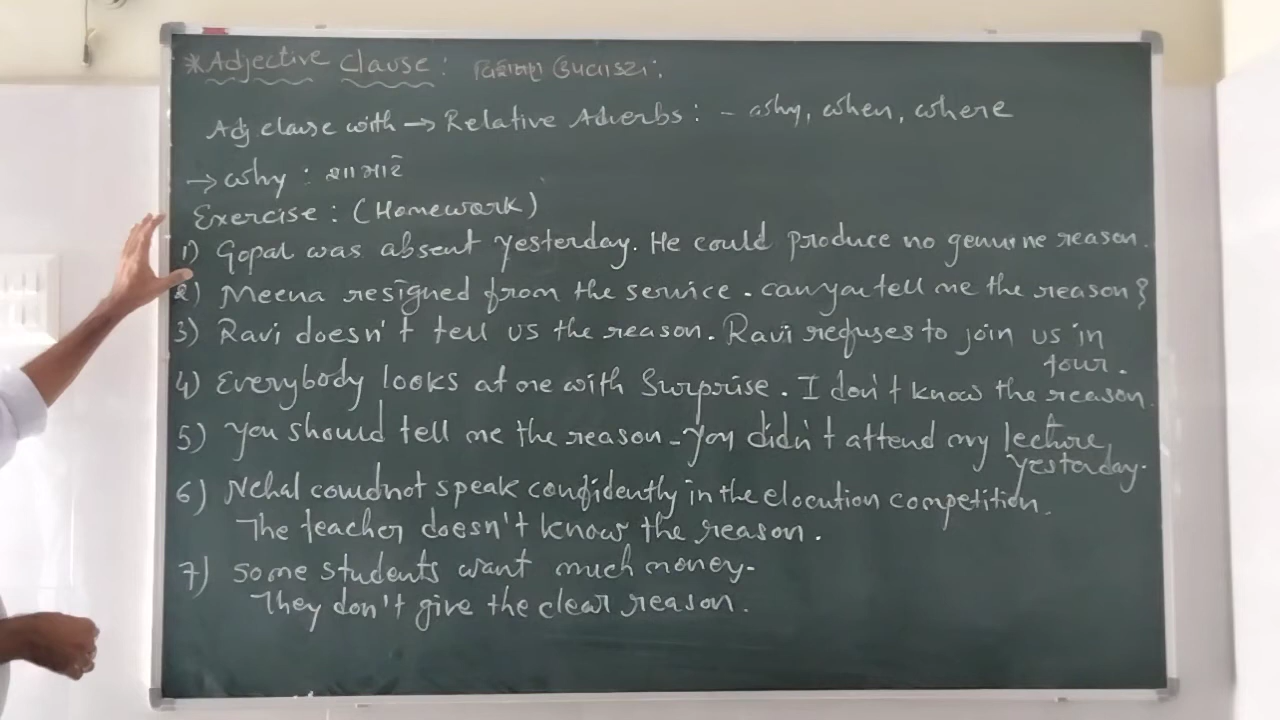 *Adjective clause :
Adj. clause with → Relative Adverbs : - why, when, where
→ why : શા માટે
Exercise : (Homework)
1) Gopal was absent yesterday. He could produce no genuine reason.
2) Meena resigned from the service. can you tell me the reason?
3) Ravi doesn't tell us the reason. Ravi refuses to join us in
tour.
4) Everybody looks at me with Surprise. I don't know the reason.
5) You should tell me the reason - you didn't attend my lecture,
yesterday.
6) Nehal could not speak confidently in the elocution competition.
The teacher doesn't know the reason.
7) Some students want much money-
They don't give the clear reason.